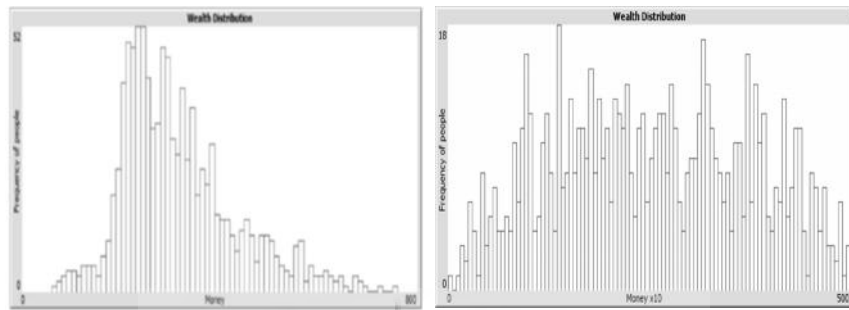 Wealth Distribution
52
Frequency of people
0
0 Money 800
Wealth Distribution
18
Frequency of people
0
0 Money x10 500